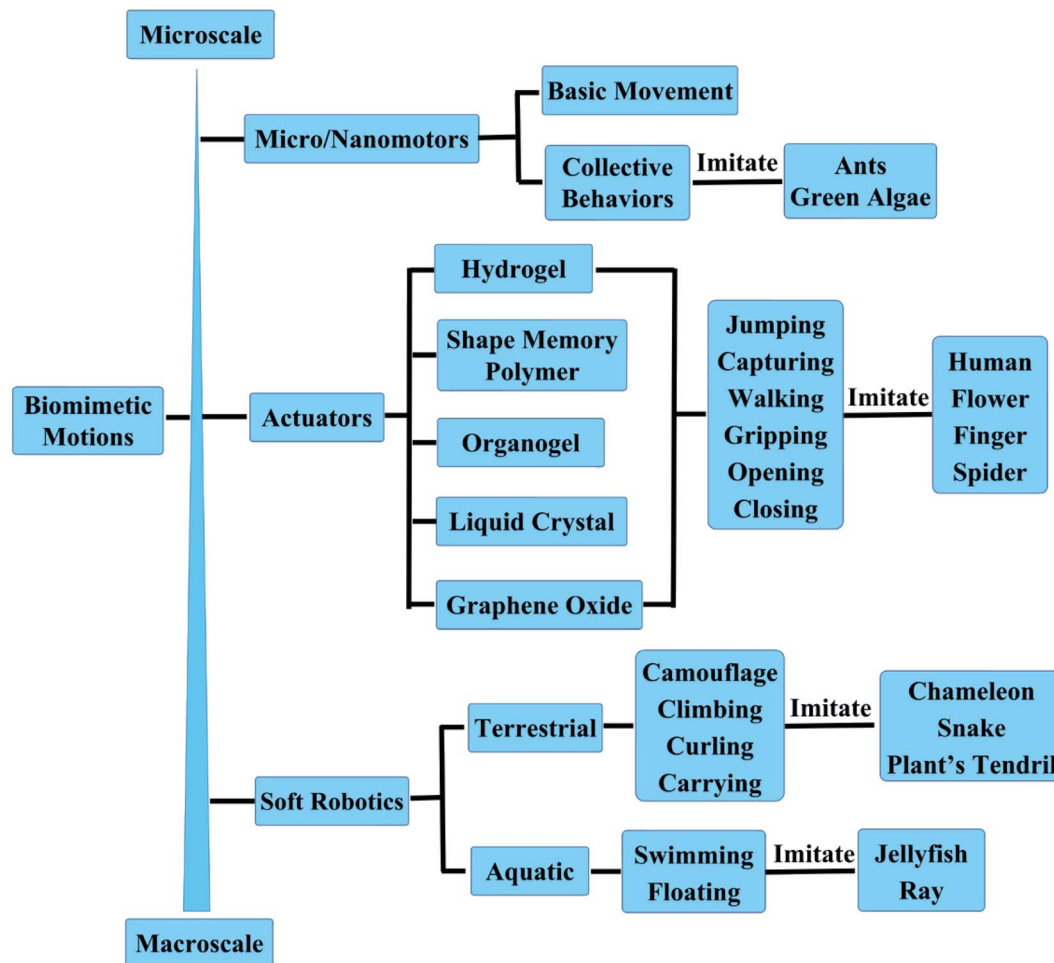 Microscale
Basic Movement
Micro/Nanomotors
Collective
Behaviors
Imitate
Ants
Green Algae
Hydrogel
Shape Memory
Polymer
Jumping
Capturing
Walking
Gripping
Opening
Closing
Imitate
Human
Flower
Finger
Spider
Biomimetic
Motions
Actuators
Organogel
Liquid Crystal
Graphene Oxide
Camouflage
Climbing
Curling
Carrying
Imitate
Chameleon
Snake
Plant’s Tendril
Terrestrial
Soft Robotics
Aquatic
Swimming
Floating
Imitate
Jellyfish
Ray
Macroscale